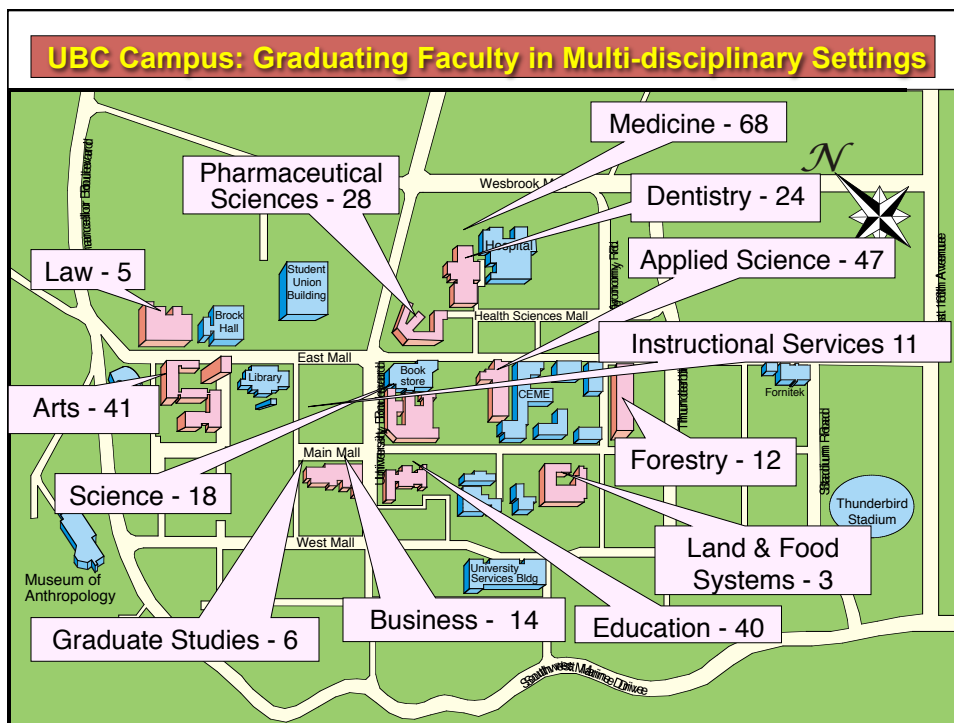 UBC Campus: Graduating Faculty in Multi-disciplinary Settings
Medicine - 68
N
Pharmaceutical
Sciences - 28
Wesbrook
Dentistry - 24
Hospital
Law - 5
Applied Science - 47
Student
Union
Building
Brock
Hall
Health Sciences Mall
East Mall
Instructional Services 11
Library
Book
store
CEME
Fornitek
Arts - 41
Main Mall
Forestry - 12
Science - 18
Thunderbird
Stadium
West Mall
Land & Food
Systems - 3
Museum of
Anthropology
University
Services Bldg
Business - 14
Education - 40
Graduate Studies - 6